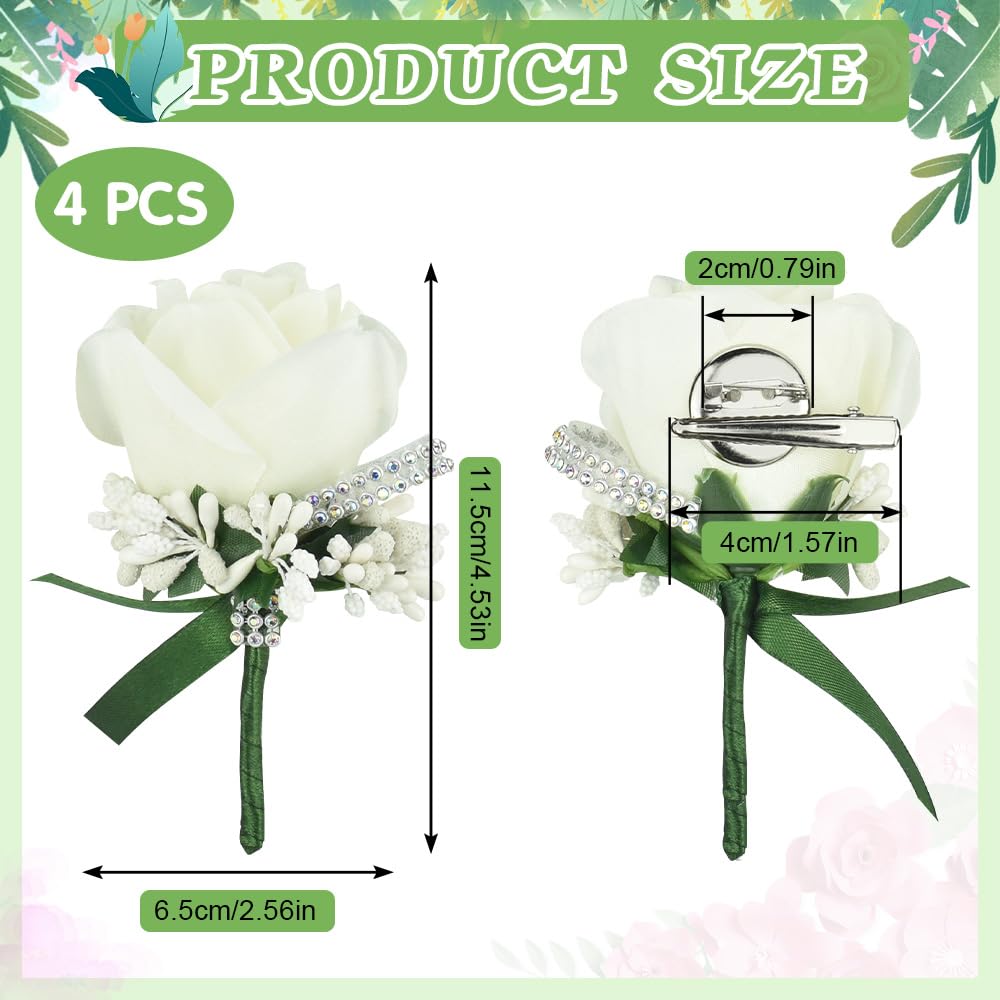 PRODUCT SIZE
4 PCS
2cm/0.79in
11.5cm/4.53in
4cm/1.57in
6.5cm/2.56in